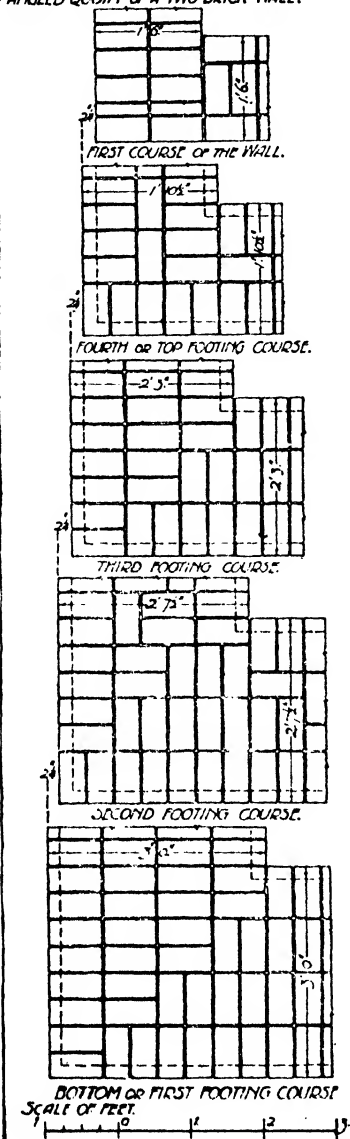 ANGLED QUOIN OF A TWO BRICK WALL.
1' 6"
1' 6"
2¼"
FIRST COURSE OF THE WALL.
1' 10½"
1' 10½"
2¼"
FOURTH OR TOP FOOTING COURSE.
2' 3"
2' 3"
2¼"
THIRD FOOTING COURSE.
2' 7½"
2' 7½"
2¼"
SECOND FOOTING COURSE.
3' 0"
BOTTOM OR FIRST FOOTING COURSE
SCALE OF FEET.
1 0 1 2 3